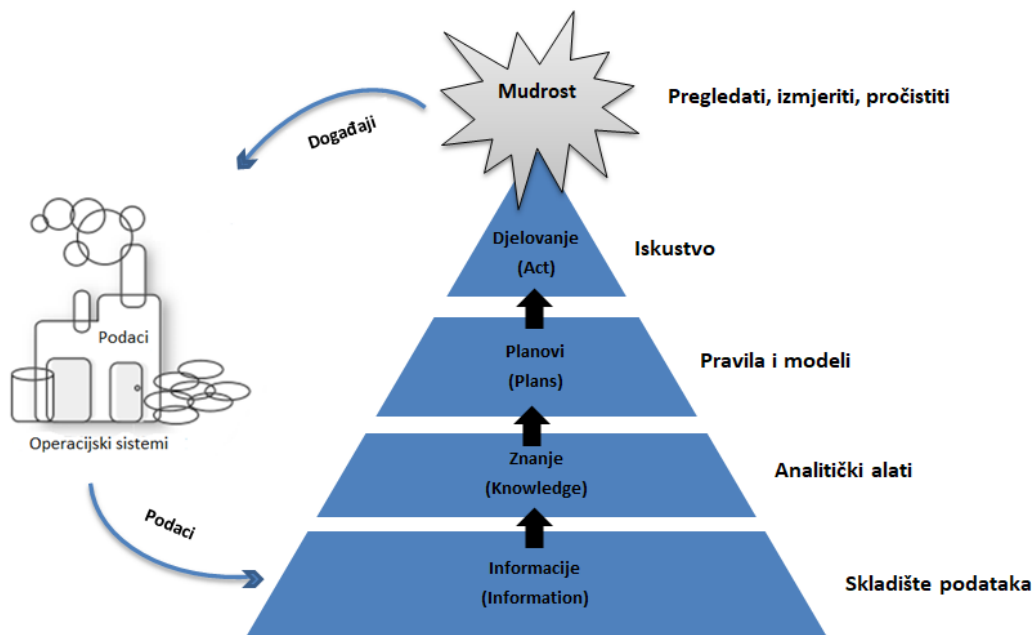 Mudrost
Pregledati, izmjeriti, pročistiti
Događaji
Djelovanje
(Act)
Iskustvo
Podaci
Planovi
(Plans)
Pravila i modeli
Operacijski sistemi
Znanje
(Knowledge)
Analitički alati
Podaci
Informacije
(Information)
Skladište podataka